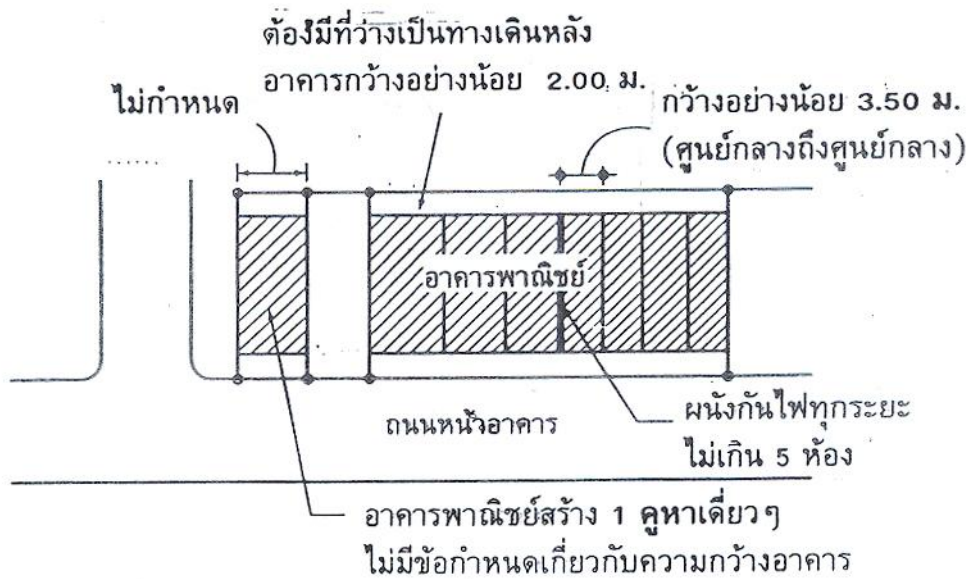 ต้องมีที่ว่างเป็นทางเดินหลัง
อาคารกว้างอย่างน้อย 2.00 ม.
ไม่กำหนด
กว้างอย่างน้อย 3.50 ม.
(ศูนย์กลางถึงศูนย์กลาง)
......
อาคารพาณิชย์
ถนนหน้าอาคาร
ผนังกันไฟทุกระยะ
ไม่เกิน 5 ห้อง
อาคารพาณิชย์สร้าง 1 คูหาเดี่ยวๆ
ไม่มีข้อกำหนดเกี่ยวกับความกว้างอาคาร